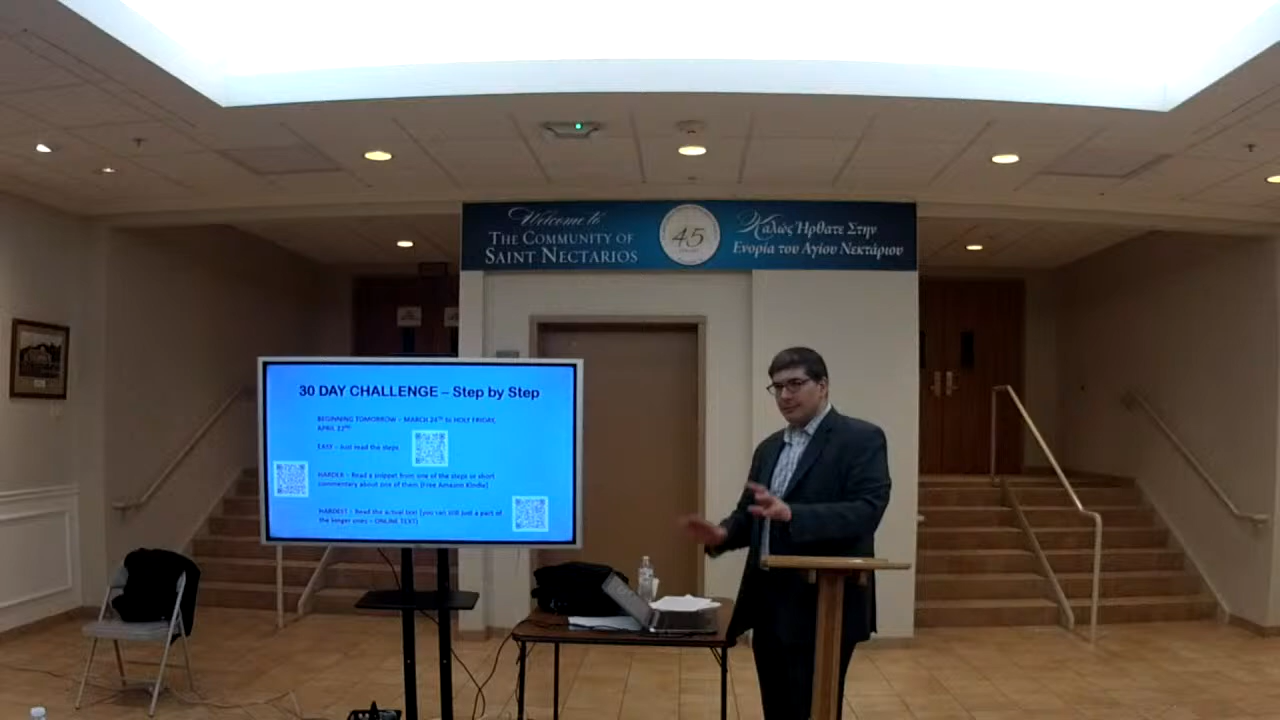 Welcome to
THE COMMUNITY OF
SAINT NECTARIOS
45
Καλώς Ήρθατε Στην
Ενορία του Αγίου Νεκτάριου
30 DAY CHALLENGE – Step by Step
BEGINNING TOMORROW – MARCH 24TH to HOLY FRIDAY,
APRIL 22ND
EASY – Just read the steps
HARDER – Read a snippet from one of the steps or short
commentary about one of them (Free Amazon Kindle)
HARDEST – Read the actual text (you can still just a part of
the longer ones – ONLINE TEXT)